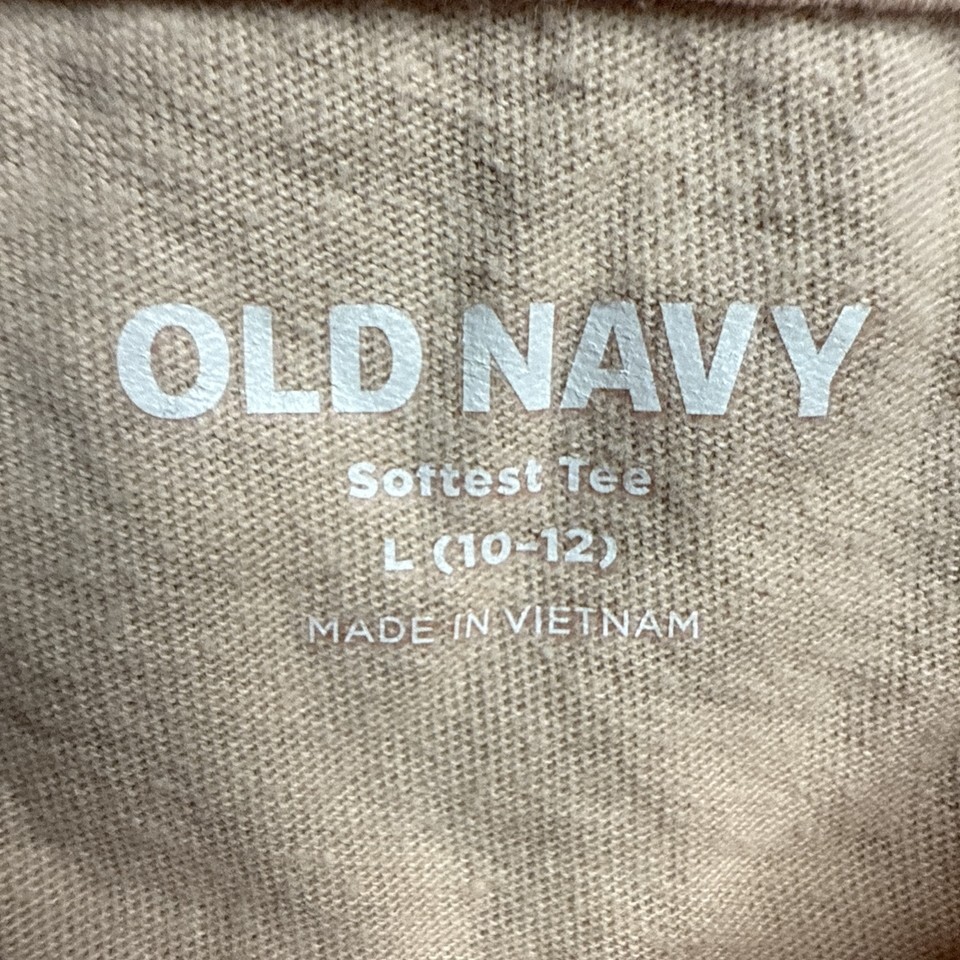 OLD NAVY
Softest Tee
L (10-12)
MADE IN VIETNAM